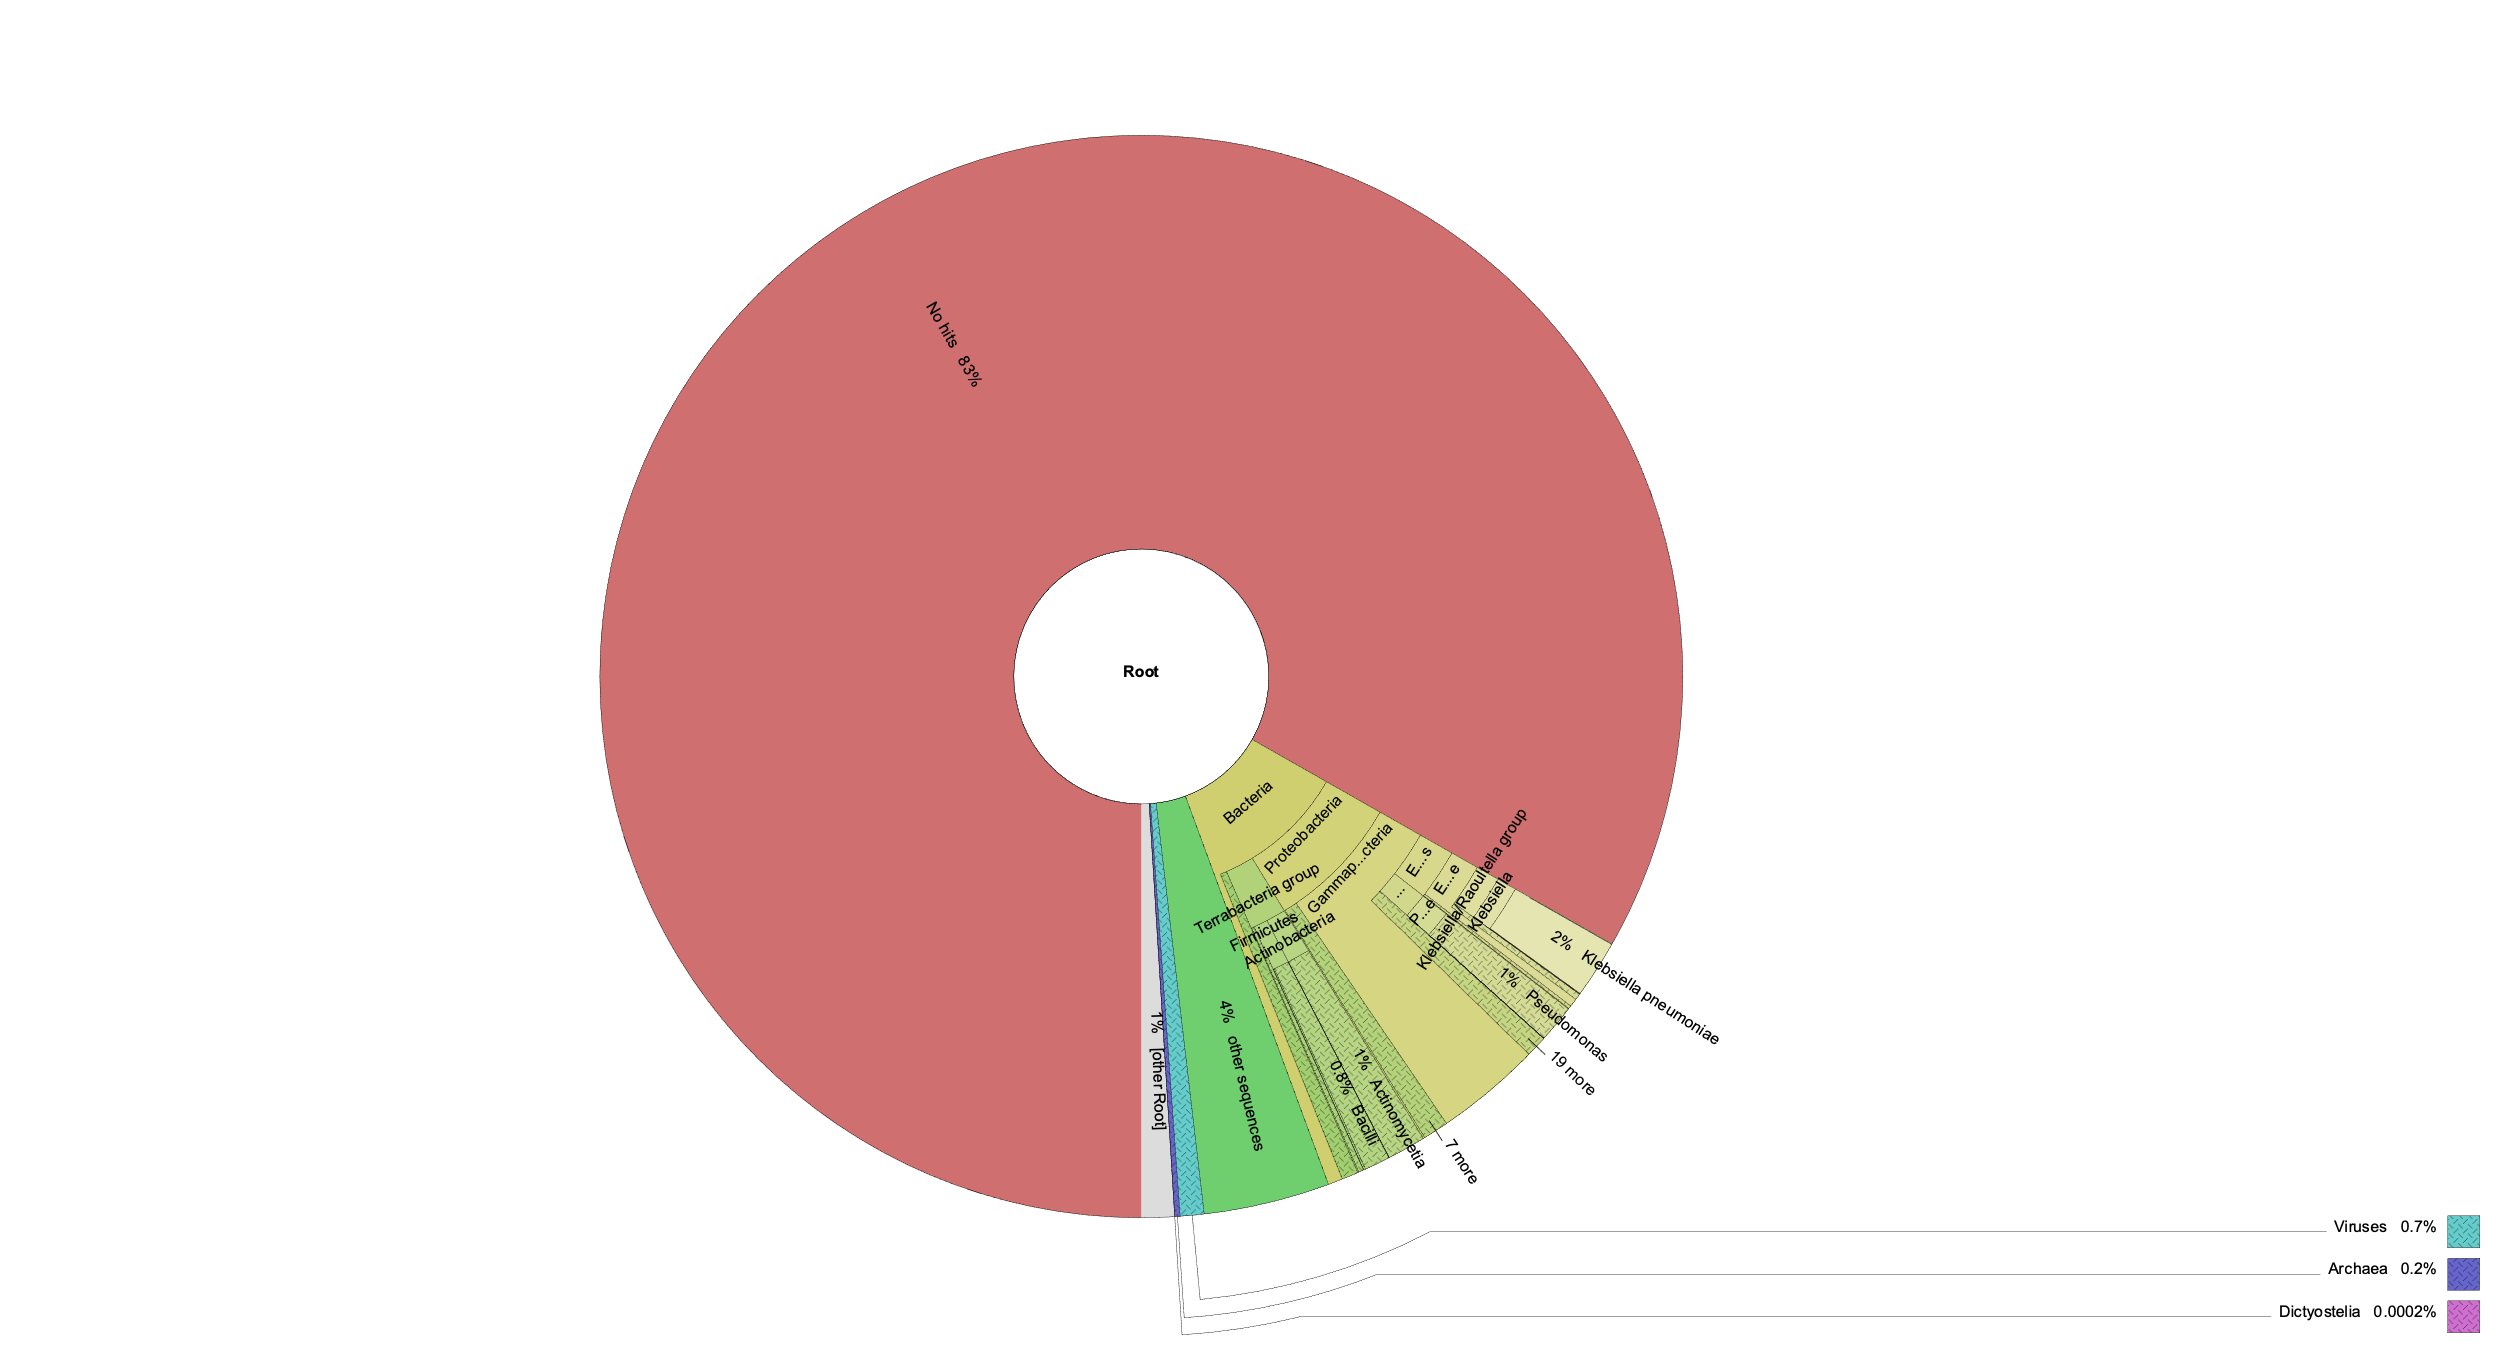 No hits 83%
Root
Bacteria
Proteobacteria
Gammap...cteria
E...s
E...e
Klebsiella/Raoultella group
Klebsiella
2% Klebsiella pneumoniae
...
P...e
1% Pseudomonas
19 more
Terrabacteria group
Firmicutes
Actinobacteria
1% Actinomycetia
0.8% Bacilli
7 more
4% other sequences
1% [other Root]
Viruses 0.7%
Archaea 0.2%
Dictyostelia 0.0002%